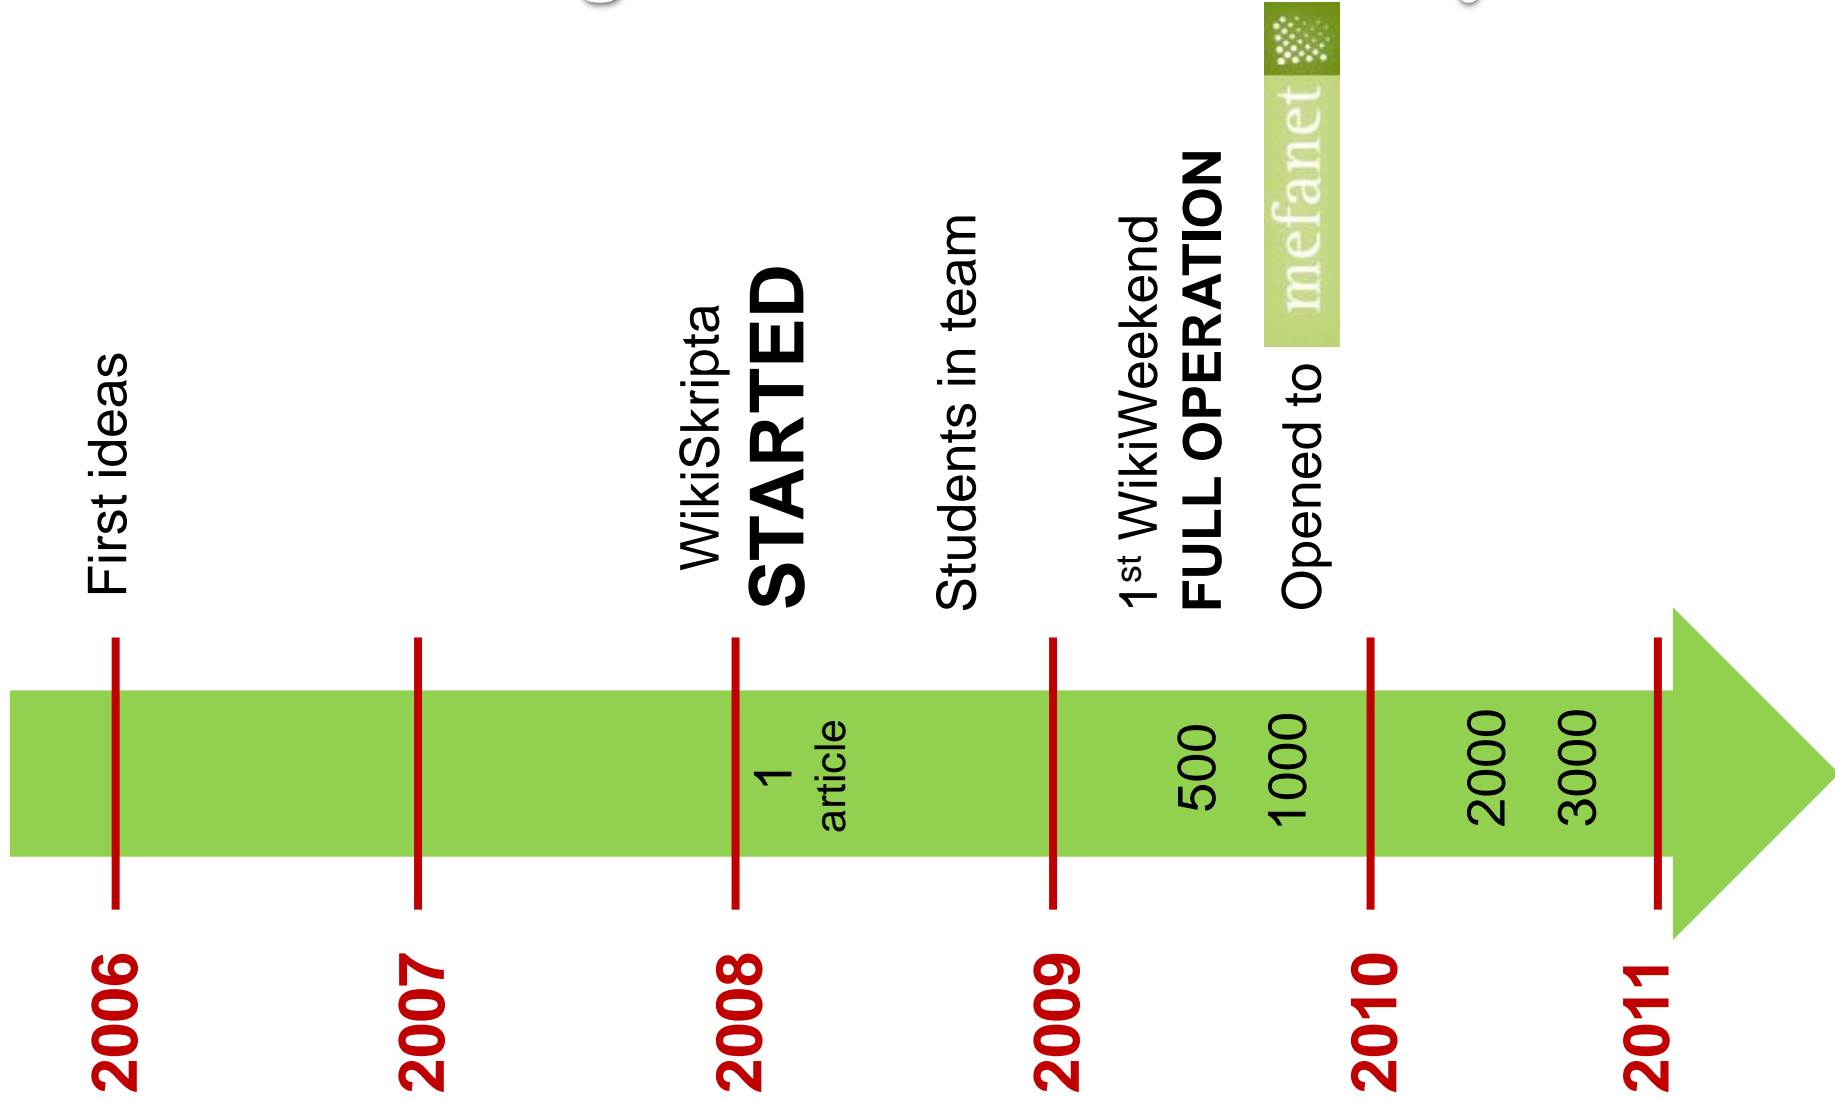 First ideas
WikiSkripta
STARTED
Students in team
1st WikiWeekend
FULL OPERATION
Opened to mefanet
1
article
500
1000
2000
3000
2006
2007
2008
2009
2010
2011